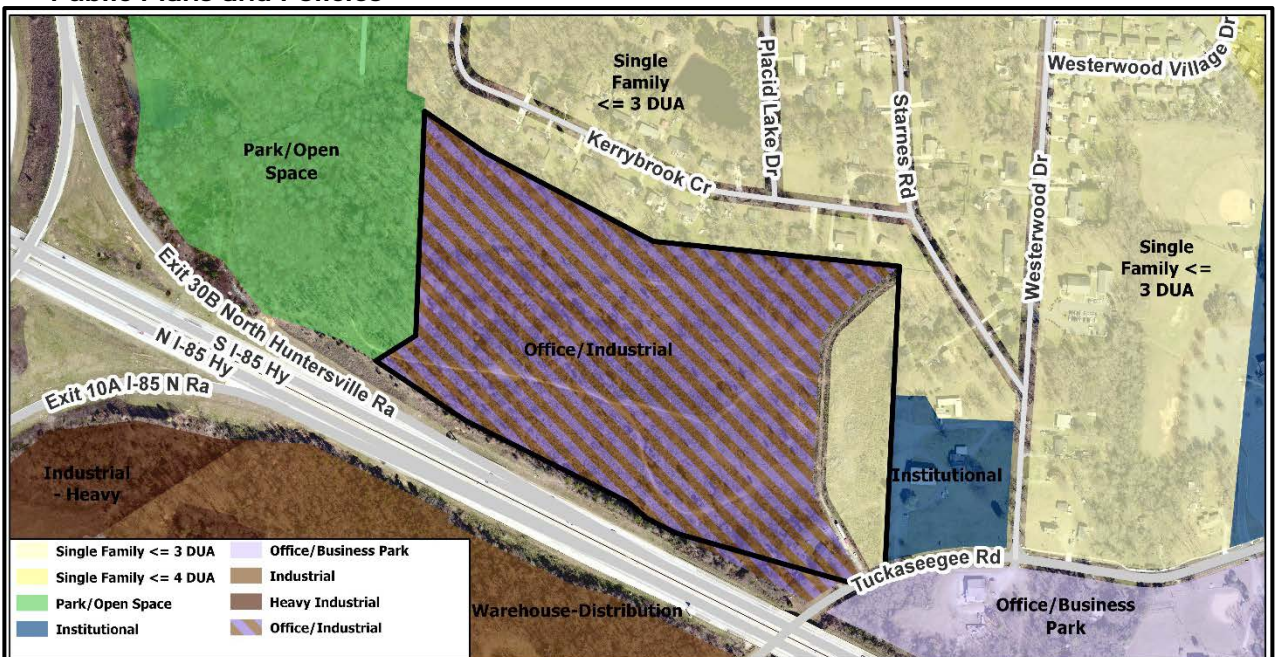 Public Plans and Policies
Single
Family
<= 3 DUA
Placid Lake Dr
Starnes Rd
Westerwood Village Dr
Park/Open
Space
Kerrybrook Cr
Westerwood Dr
Single
Family <=
3 DUA
Exit 30B North Huntersville Ra
S I-85 Hy
N I-85 Hy
Exit 10A I-85 N Ra
Office/Industrial
Industrial
- Heavy
Institutional
Tuckaseegee Rd
Warehouse-Distribution
Office/Business
Park
Single Family <= 3 DUA
Single Family <= 4 DUA
Park/Open Space
Institutional
Office/Business Park
Industrial
Heavy Industrial
Office/Industrial